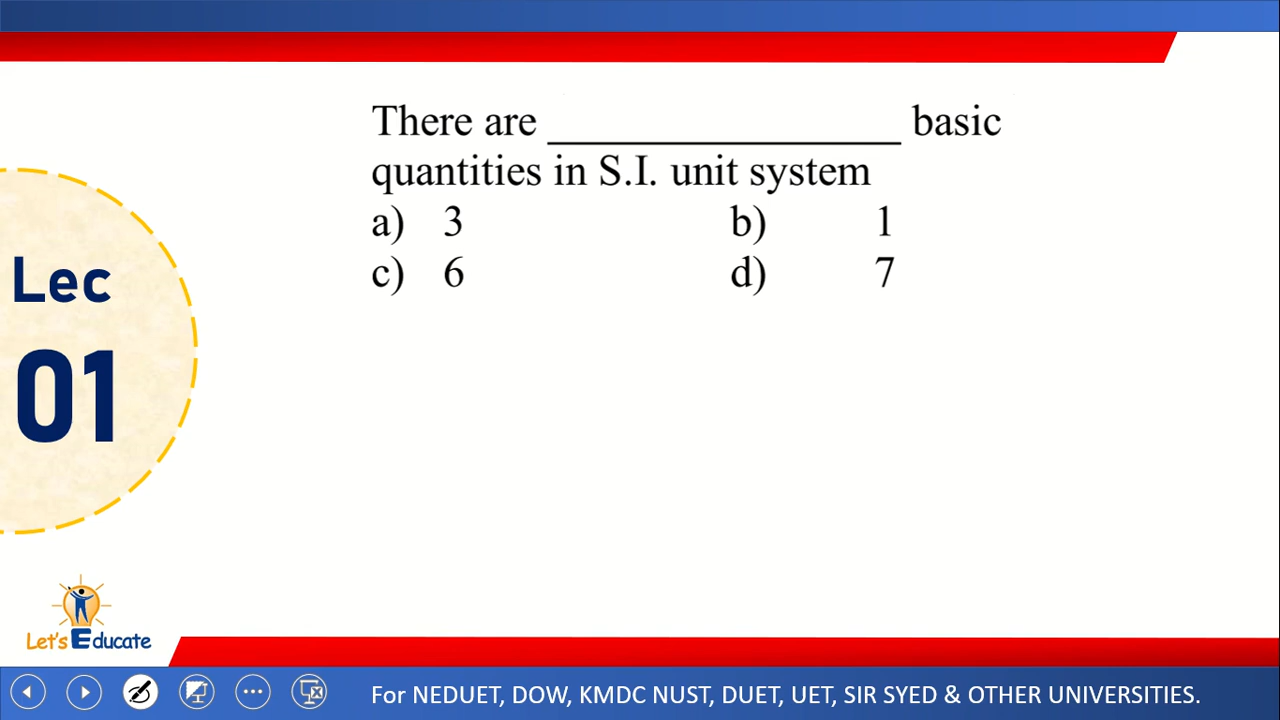 There are ________________ basic
quantities in S.I. unit system
a) 3 b) 1
c) 6 d) 7
Lec
01
Let's Educate
For NEDUET, DOW, KMDC NUST, DUET, UET, SIR SYED & OTHER UNIVERSITIES.